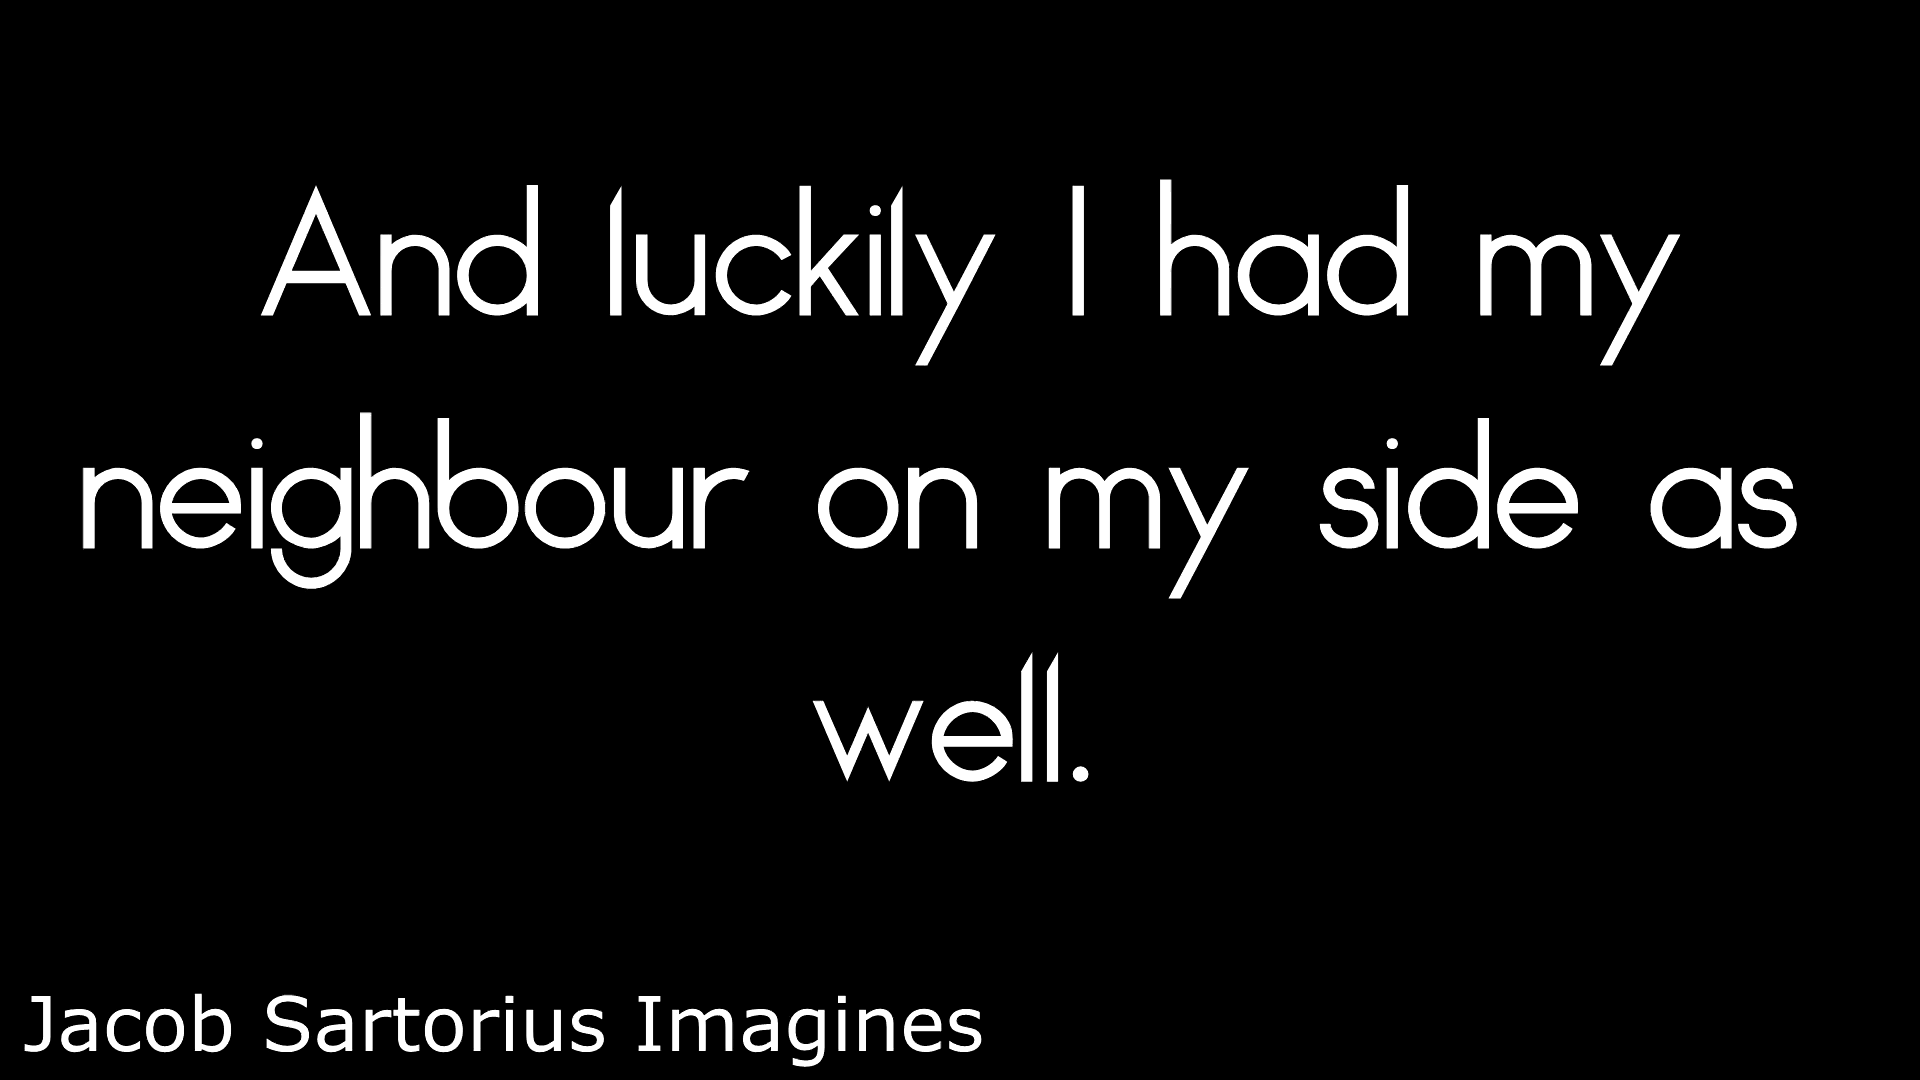 And luckily I had my
neighbour on my side as
well.
Jacob Sartorius Imagines